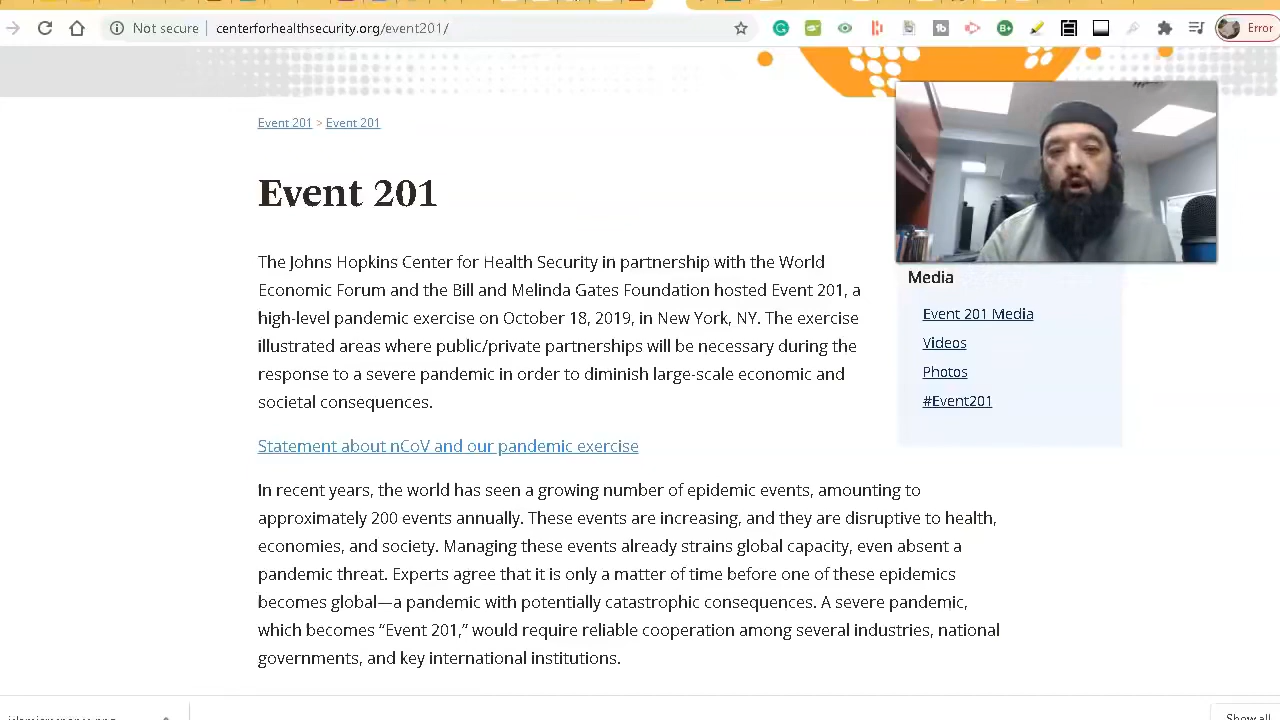 Not secure | centerforhealthsecurity.org/event201/
Error
Event 201 > Event 201
Event 201
The Johns Hopkins Center for Health Security in partnership with the World
Economic Forum and the Bill and Melinda Gates Foundation hosted Event 201, a
high-level pandemic exercise on October 18, 2019, in New York, NY. The exercise
illustrated areas where public/private partnerships will be necessary during the
response to a severe pandemic in order to diminish large-scale economic and
societal consequences.
Media
Event 201 Media
Videos
Photos
#Event201
Statement about nCoV and our pandemic exercise
In recent years, the world has seen a growing number of epidemic events, amounting to
approximately 200 events annually. These events are increasing, and they are disruptive to health,
economies, and society. Managing these events already strains global capacity, even absent a
pandemic threat. Experts agree that it is only a matter of time before one of these epidemics
becomes global—a pandemic with potentially catastrophic consequences. A severe pandemic,
which becomes “Event 201,” would require reliable cooperation among several industries, national
governments, and key international institutions.
Show all